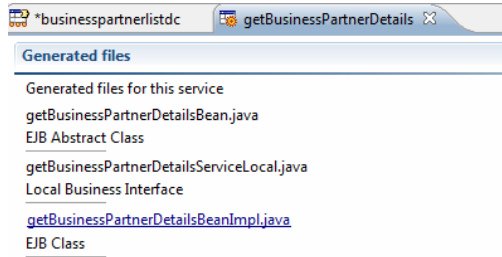 *businesspartnerlistdc getBusinessPartnerDetails
Generated files
Generated files for this service
getBusinessPartnerDetailsBean.java
EJB Abstract Class
getBusinessPartnerDetailsServiceLocal.java
Local Business Interface
getBusinessPartnerDetailsBeanImpl.java
EJB Class